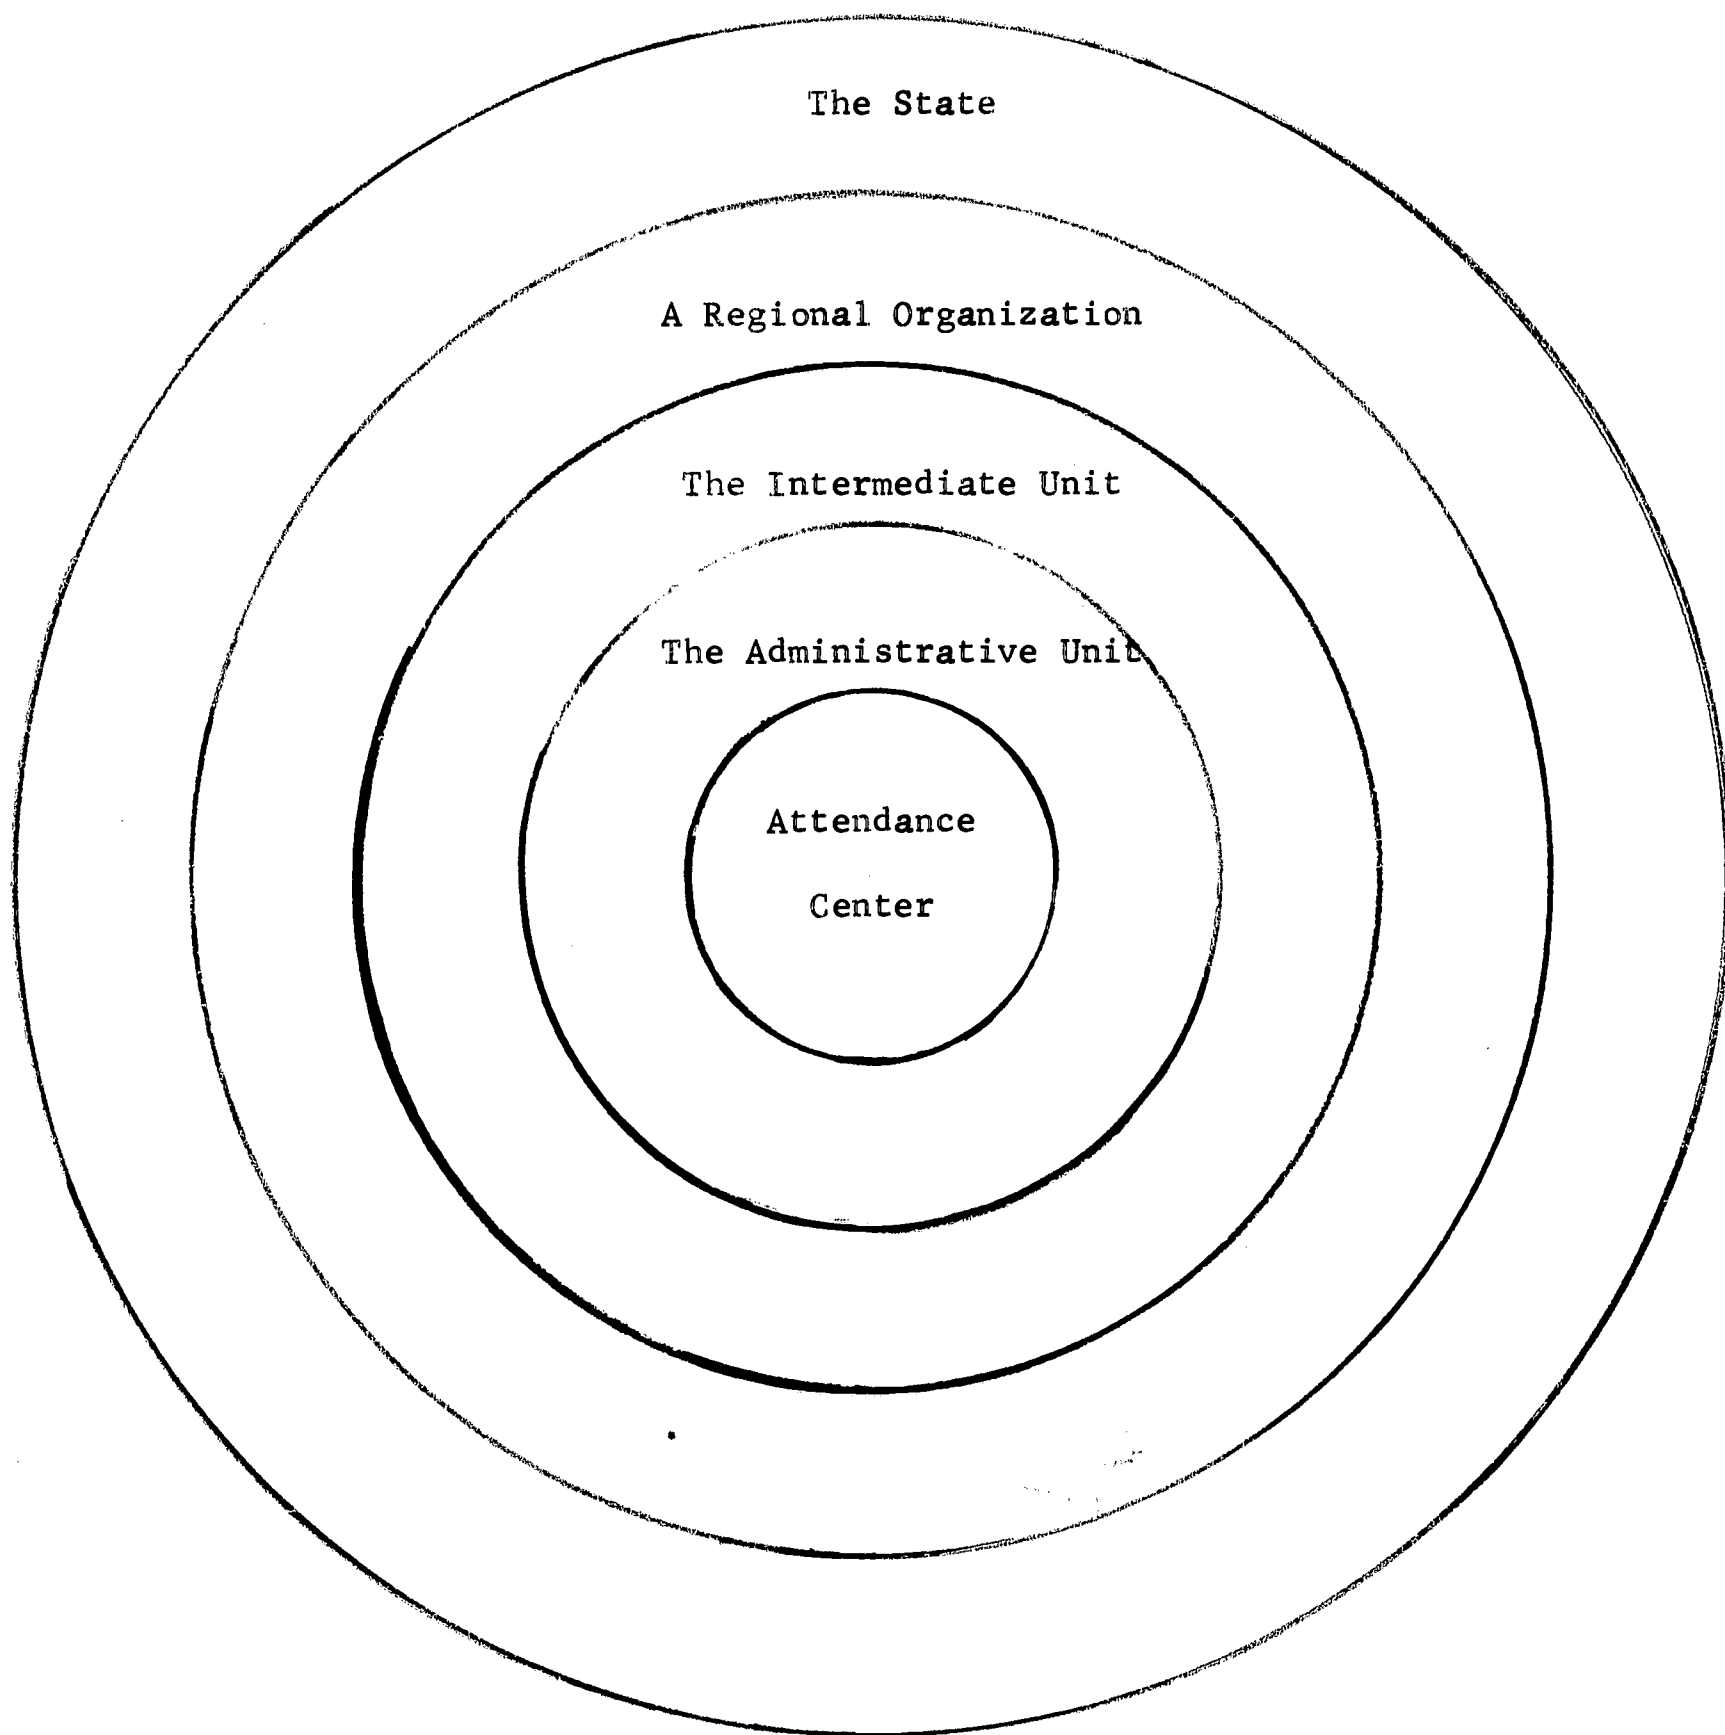 The State
A Regional Organization
The Intermediate Unit
The Administrative Unit
Attendance
Center